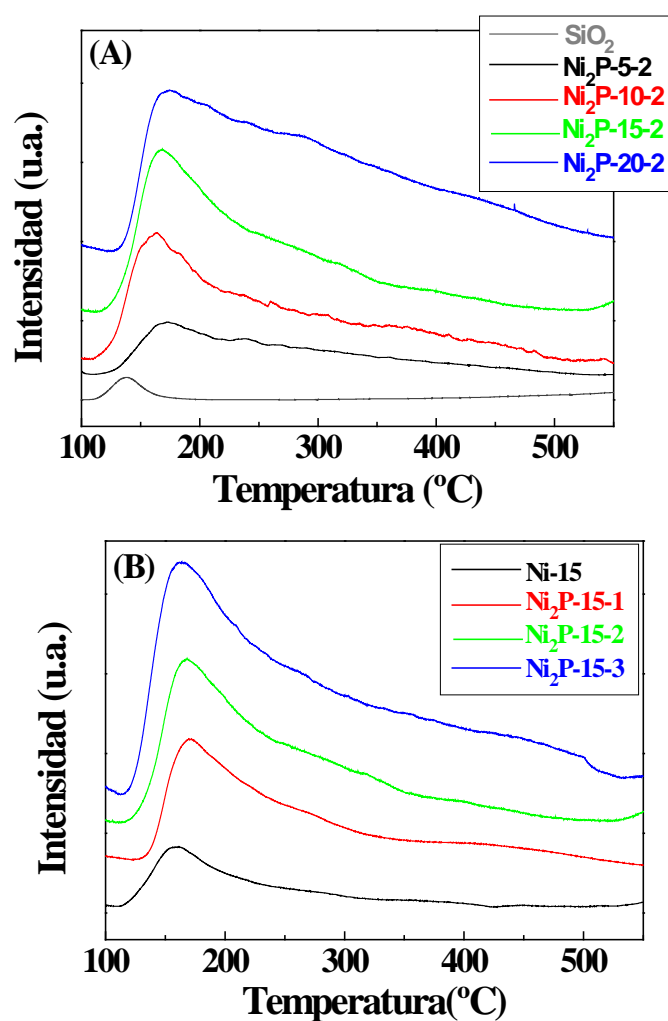 (A)
SiO₂
Ni₂P-5-2
Ni₂P-10-2
Ni₂P-15-2
Ni₂P-20-2
Intensidad (u.a.)
100 200 300 400 500
Temperatura (ºC)
(B)
Ni-15
Ni₂P-15-1
Ni₂P-15-2
Ni₂P-15-3
Intensidad (u.a.)
100 200 300 400 500
Temperatura(ºC)